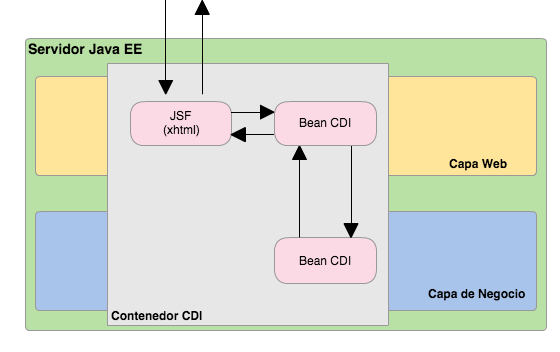 Servidor Java EE
JSF
(xhtml)
Bean CDI
Capa Web
Bean CDI
Capa de Negocio
Contenedor CDI